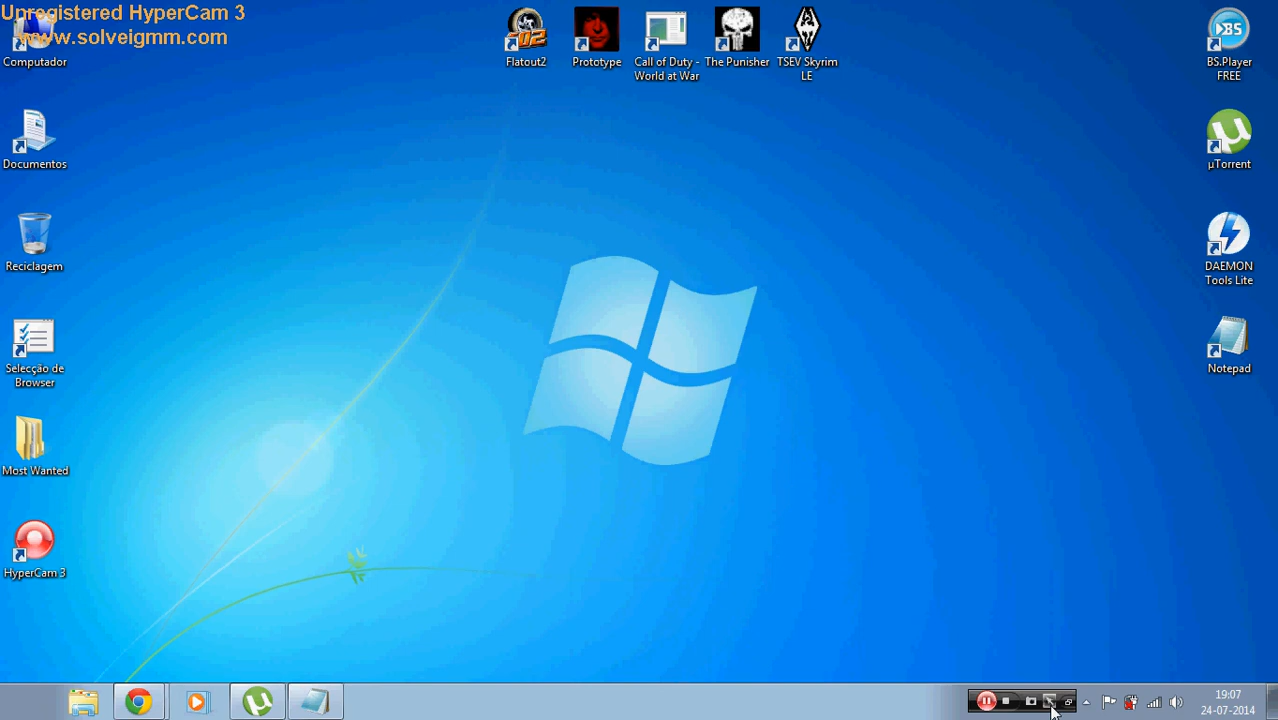 Unregistered HyperCam 3
www.solveigmm.com
Computador
Documentos
Reciclagem
Selecção de
Browser
Most Wanted
HyperCam 3
02
Flatout2
Prototype
Call of Duty -
World at War
The Punisher
TSEV Skyrim
LE
BS
BS.Player
FREE
µ
µTorrent
DAEMON
Tools Lite
Notepad
µ
19:07
24-07-2014